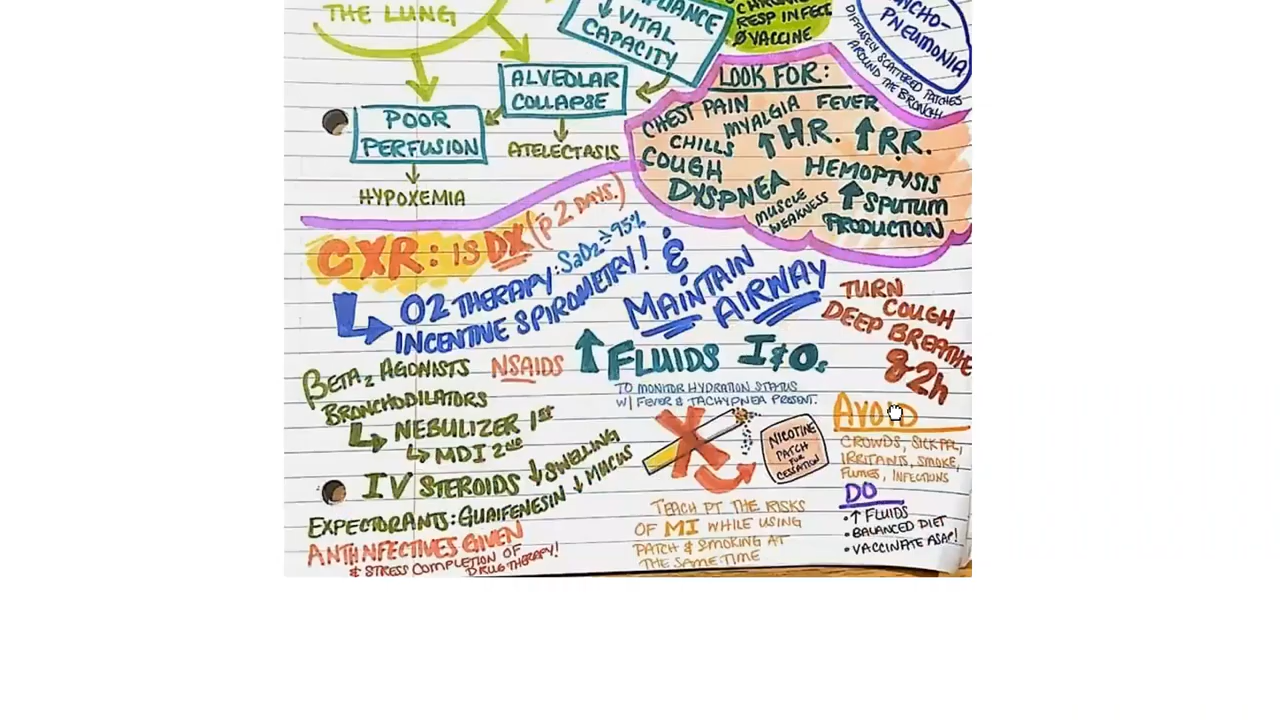 THE LUNG
↓ VITAL
CAPACITY
RESP INFECT
Ø VACCINE
PNEUMONIA
DIFFUSELY SCATTERED PATCHES
AROUND THE BRONCHI
ALVEOLAR
COLLAPSE
POOR
PERFUSION
ATELECTASIS
HYPOXEMIA
LOOK FOR:
CHEST PAIN
MYALGIA
FEVER
CHILLS
↑ H.R.
↑ R.R.
COUGH
HEMOPTYSIS
DYSPNEA
MUSCLE
WEAKNESS
↑ SPUTUM
PRODUCTION
CXR: IS DX (p̄ 2 DAYS.)
O2 THERAPY: SaO2 ≥ 95%
INCENTIVE SPIROMETRY! &
MAINTAIN
AIRWAY
TURN
COUGH
DEEP BREATHE
q2h
↑ FLUIDS I & Os
TO MONITOR HYDRATION STATUS
W/ FEVER & TACHYPNEA PRESENT.
BETA2 AGONISTS
NSAIDS
BRONCHODILATORS
NEBULIZER 1ST
MDI 2ND
IV STEROIDS ↓ SWELLING
EXPECTORANTS: GUAIFENESIN ↓ MUCUS
ANTIINFECTIVES GIVEN
& STRESS COMPLETION OF
DRUG THERAPY!
X
NICOTINE
PATCH
FOR
CESSATION
TEACH PT THE RISKS
OF MI WHILE USING
PATCH & SMOKING AT
THE SAME TIME
AVOID
CROWDS, SICK PPL,
IRRITANTS, SMOKE,
FUMES, INFECTIONS
DO
• ↑ FLUIDS
• BALANCED DIET
• VACCINATE ASAP!